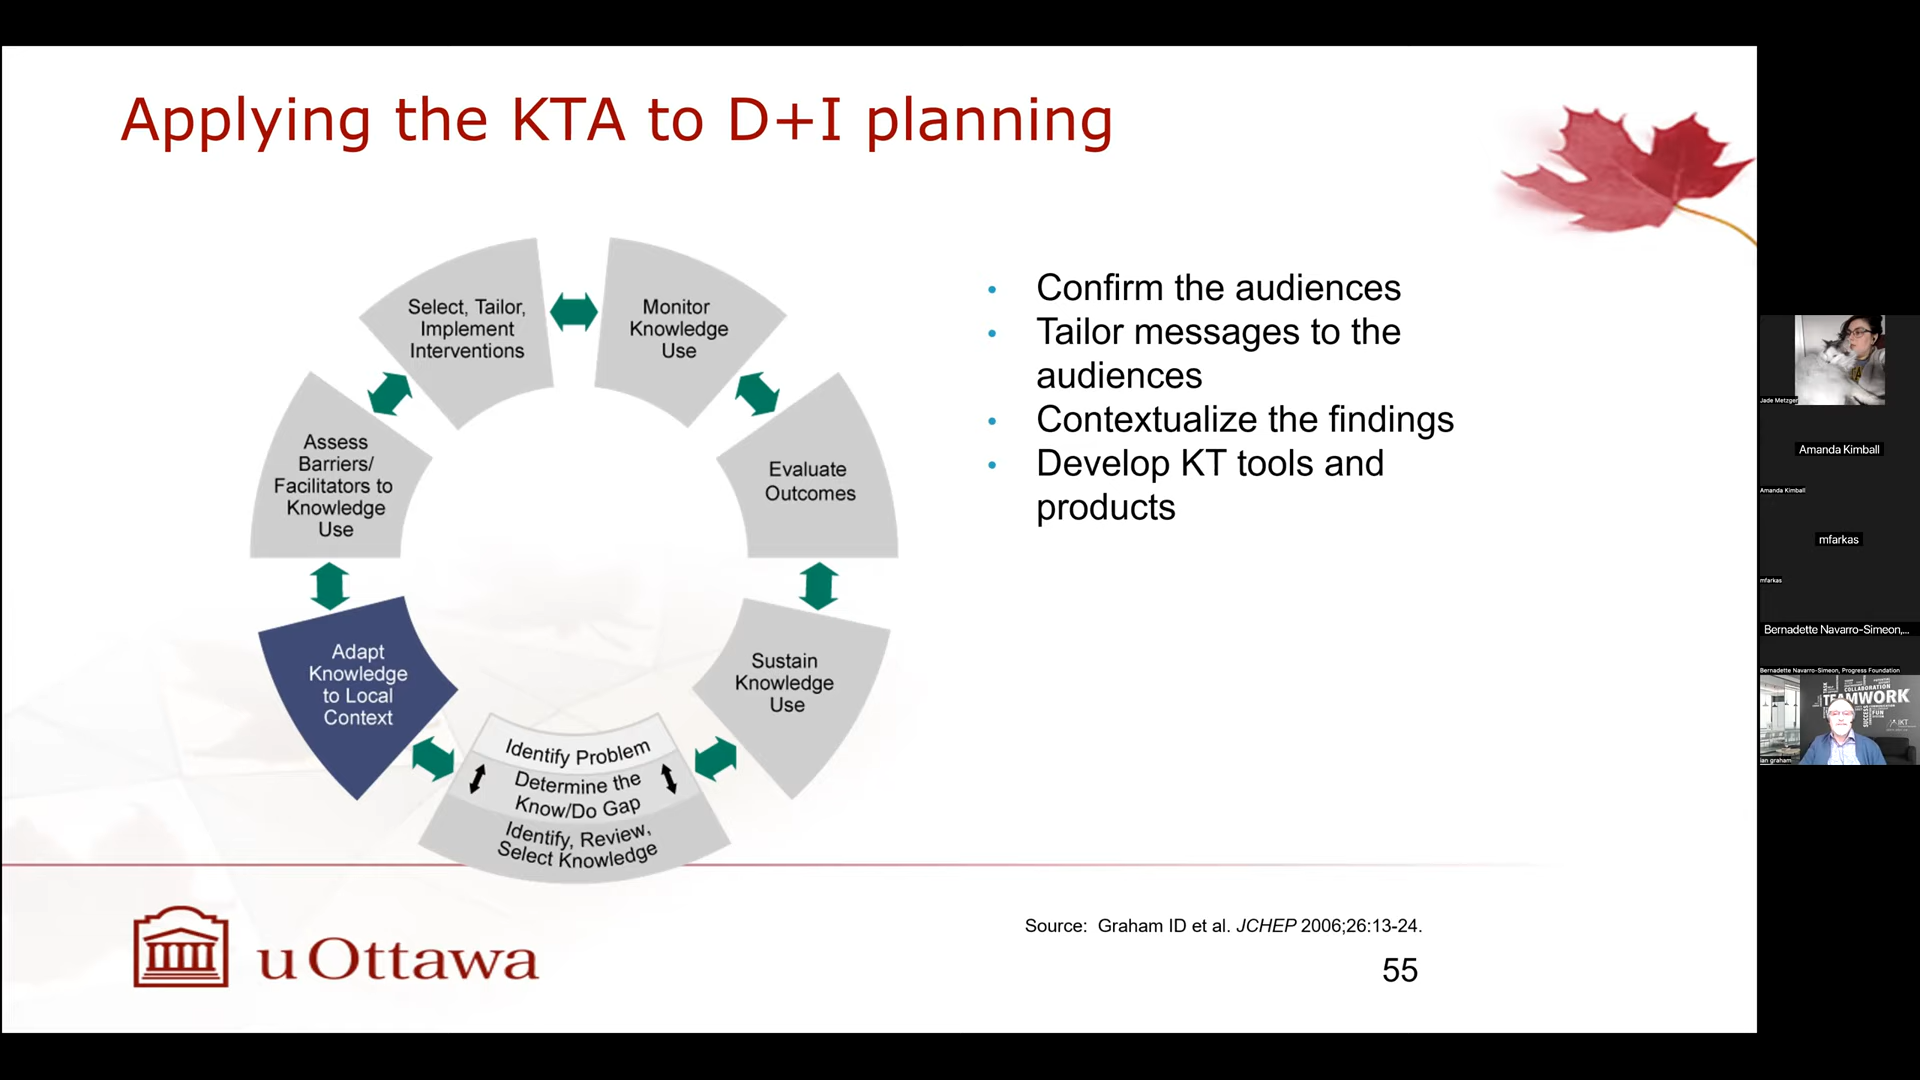 Applying the KTA to D+I planning
Select, Tailor,
Implement
Interventions
Monitor
Knowledge
Use
Assess
Barriers/
Facilitators to
Knowledge
Use
Evaluate
Outcomes
Adapt
Knowledge
to Local
Context
Sustain
Knowledge
Use
Identify Problem
Determine the
Know/Do Gap
Identify, Review,
Select Knowledge
• Confirm the audiences
• Tailor messages to the
audiences
• Contextualize the findings
• Develop KT tools and
products
Source: Graham ID et al. JCHEP 2006;26:13-24.
55
uOttawa
Jade Metzger
Amanda Kimball
Amanda Kimball
mfarkas
mfarkas
Bernadette Navarro-Simeon,...
Bernadette Navarro-Simeon, Progress Foundation
COLLABORATION
TEAMWORK
SUCCESS
FUN
IKT
ian graham